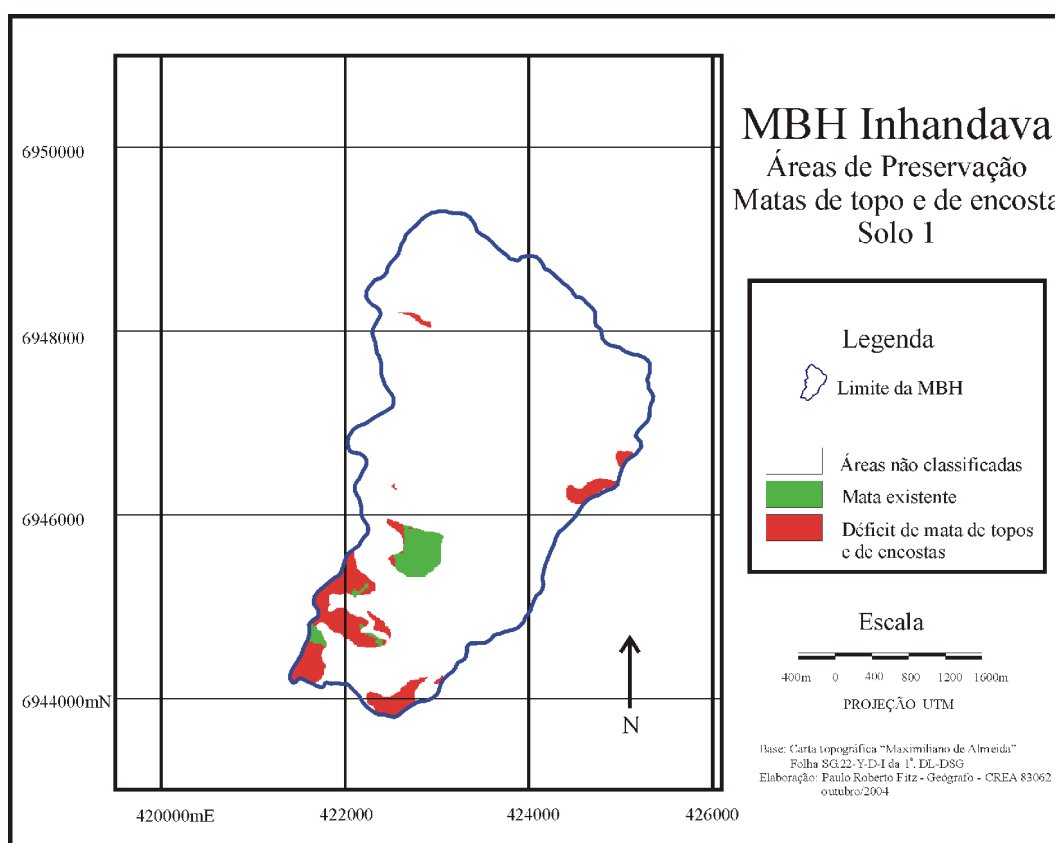 MBH Inhandava
Áreas de Preservação
Matas de topo e de encosta
Solo 1
6950000
6948000
6946000
6944000mN
420000mE
422000
424000
426000
N
Legenda
Limite da MBH
Áreas não classificadas
Mata existente
Déficit de mata de topos
e de encostas
Escala
400m 0 400 800 1200 1600m
PROJEÇÃO UTM
Base: Carta topográfica “Maximiliano de Almeida”
Folha SG.22-Y-D-I da 1ª. DL-DSG
Elaboração: Paulo Roberto Fitz - Geógrafo - CREA 83062
outubro/2004